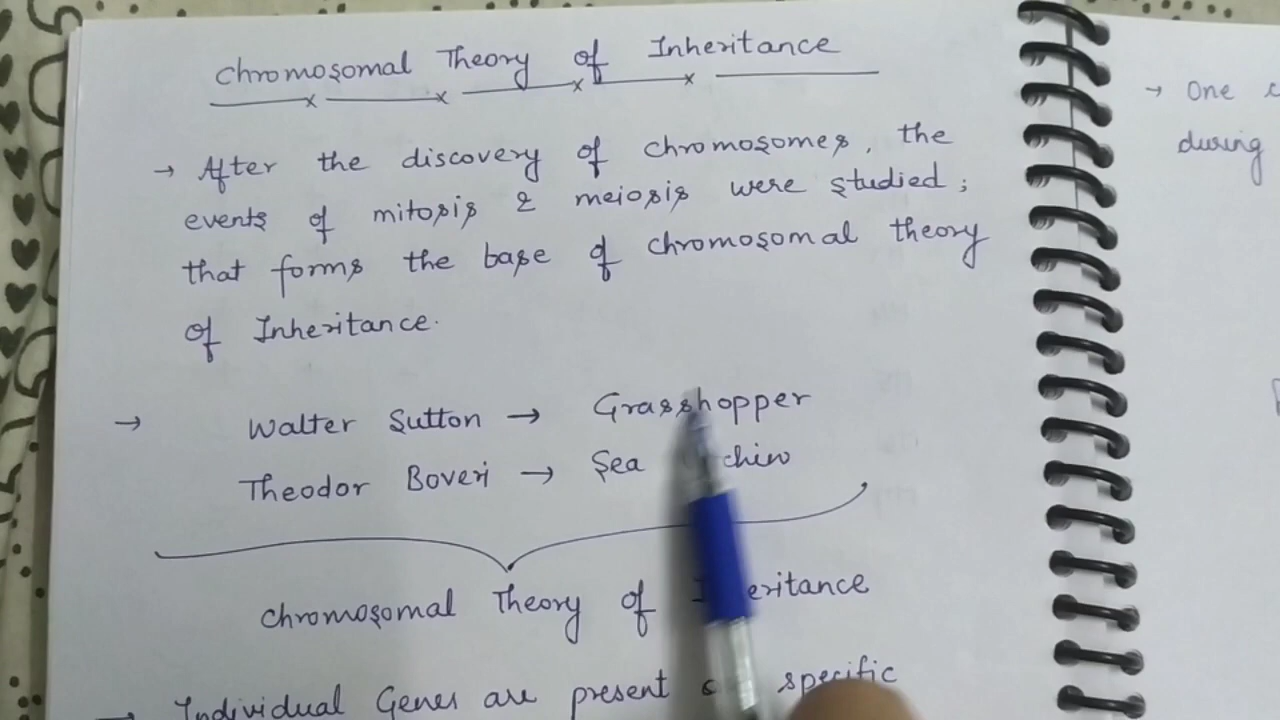 Chromosomal Theory of Inheritance
→ After the discovery of chromosomes, the
events of mitosis & meiosis were studied;
that forms the base of chromosomal theory
of Inheritance.
→ Walter Sutton → Grasshopper
Theodor Boveri → Sea
Chromosomal Theory of
→ Individual Genes are present specific
→ One
during